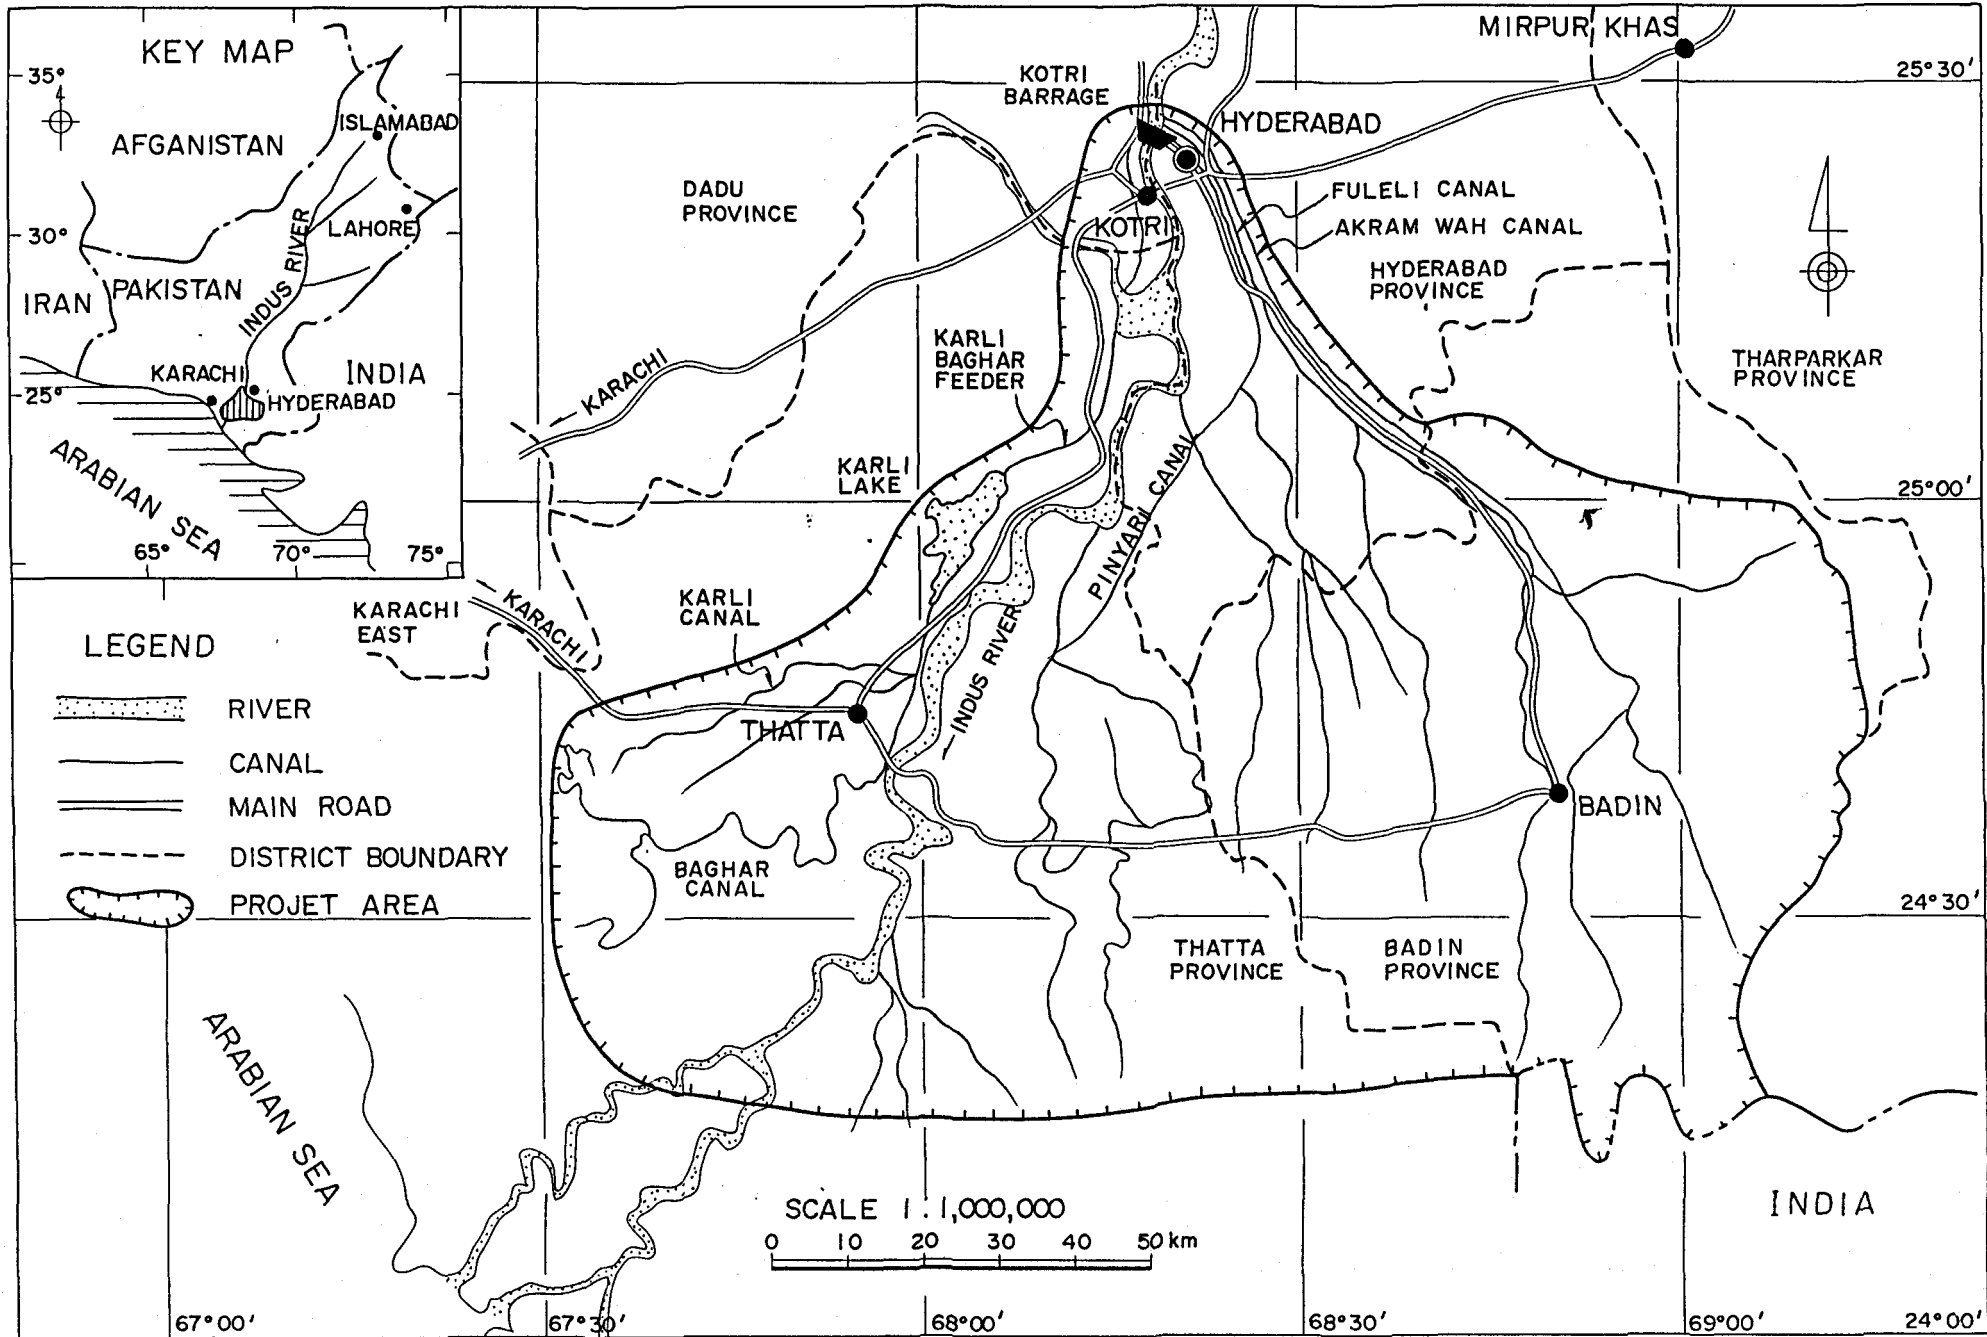 KEY MAP
35°
4
ISLAMABAD
AFGANISTAN
LAHORE
30°
INDUS RIVER
PAKISTAN
IRAN
KARACHI
INDIA
25°
HYDERABAD
ARABIAN SEA
65°
70°
75°
MIRPUR KHAS
25°30'
KOTRI
BARRAGE
HYDERABAD
DADU
PROVINCE
FULELI CANAL
AKRAM WAH CANAL
KOTRI
HYDERABAD
PROVINCE
KARLI
BAGHAR
FEEDER
THARPARKAR
PROVINCE
KARACHI
KARLI
LAKE
PINYARI CANAL
25°00'
KARACHI
EAST
KARACHI
KARLI
CANAL
INDUS RIVER
LEGEND
RIVER
CANAL
MAIN ROAD
DISTRICT BOUNDARY
PROJET AREA
THATTA
BADIN
BAGHAR
CANAL
24°30'
THATTA
PROVINCE
BADIN
PROVINCE
ARABIAN SEA
SCALE 1:1,000,000
0 10 20 30 40 50 km
INDIA
67°00'
67°30'
68°00'
68°30'
69°00'
24°00'